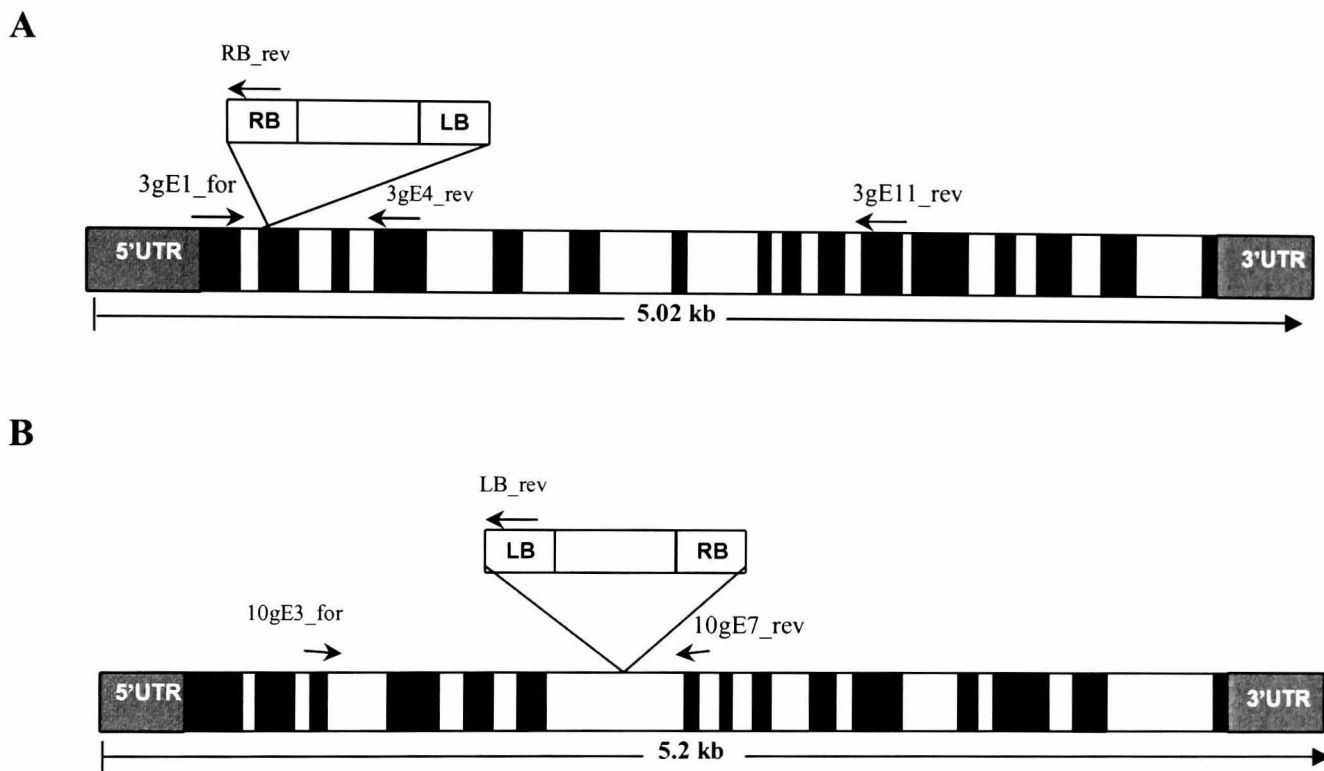 A
RB_rev
RB LB
3gE1_for 3gE4_rev 3gE11_rev
5'UTR 3'UTR
5.02 kb
B
LB_rev
LB RB
10gE3_for 10gE7_rev
5'UTR 3'UTR
5.2 kb